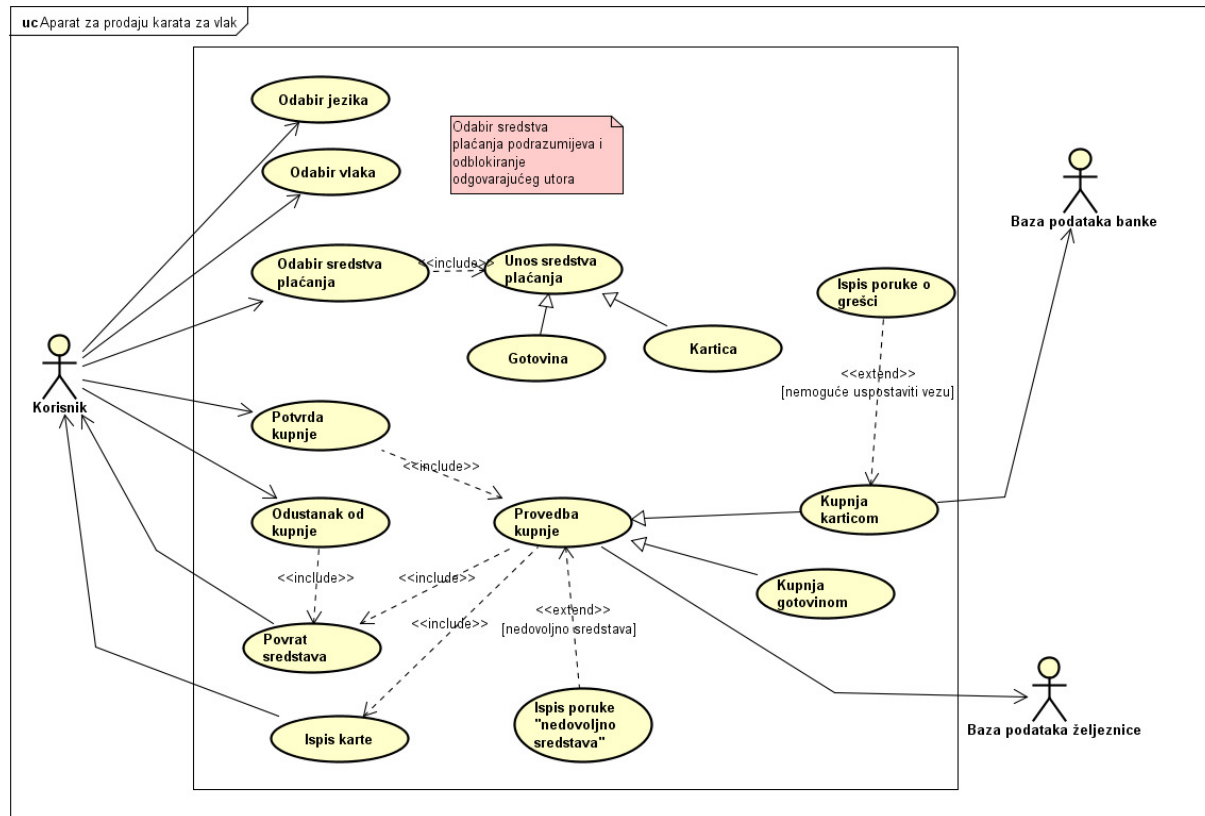 uc Aparat za prodaju karata za vlak
Odabir jezika
Odabir sredstva
plaćanja podrazumijeva i
odblokiranje
odgovarajućeg utora
Odabir vlaka
Baza podataka banke
Odabir sredstva
plaćanja
<<include>>
Unos sredstva
plaćanja
Ispis poruke o
grešci
Gotovina
Kartica
<<extend>>
[nemoguće uspostaviti vezu]
Korisnik
Potvrda
kupnje
<<include>>
Odustanak od
kupnje
Provedba
kupnje
Kupnja
karticom
<<include>>
<<include>>
Kupnja
gotovinom
<<extend>>
[nedovoljno sredstava]
<<include>>
Povrat
sredstava
Ispis poruke
"nedovoljno
sredstava"
Ispis karte
Baza podataka željeznice